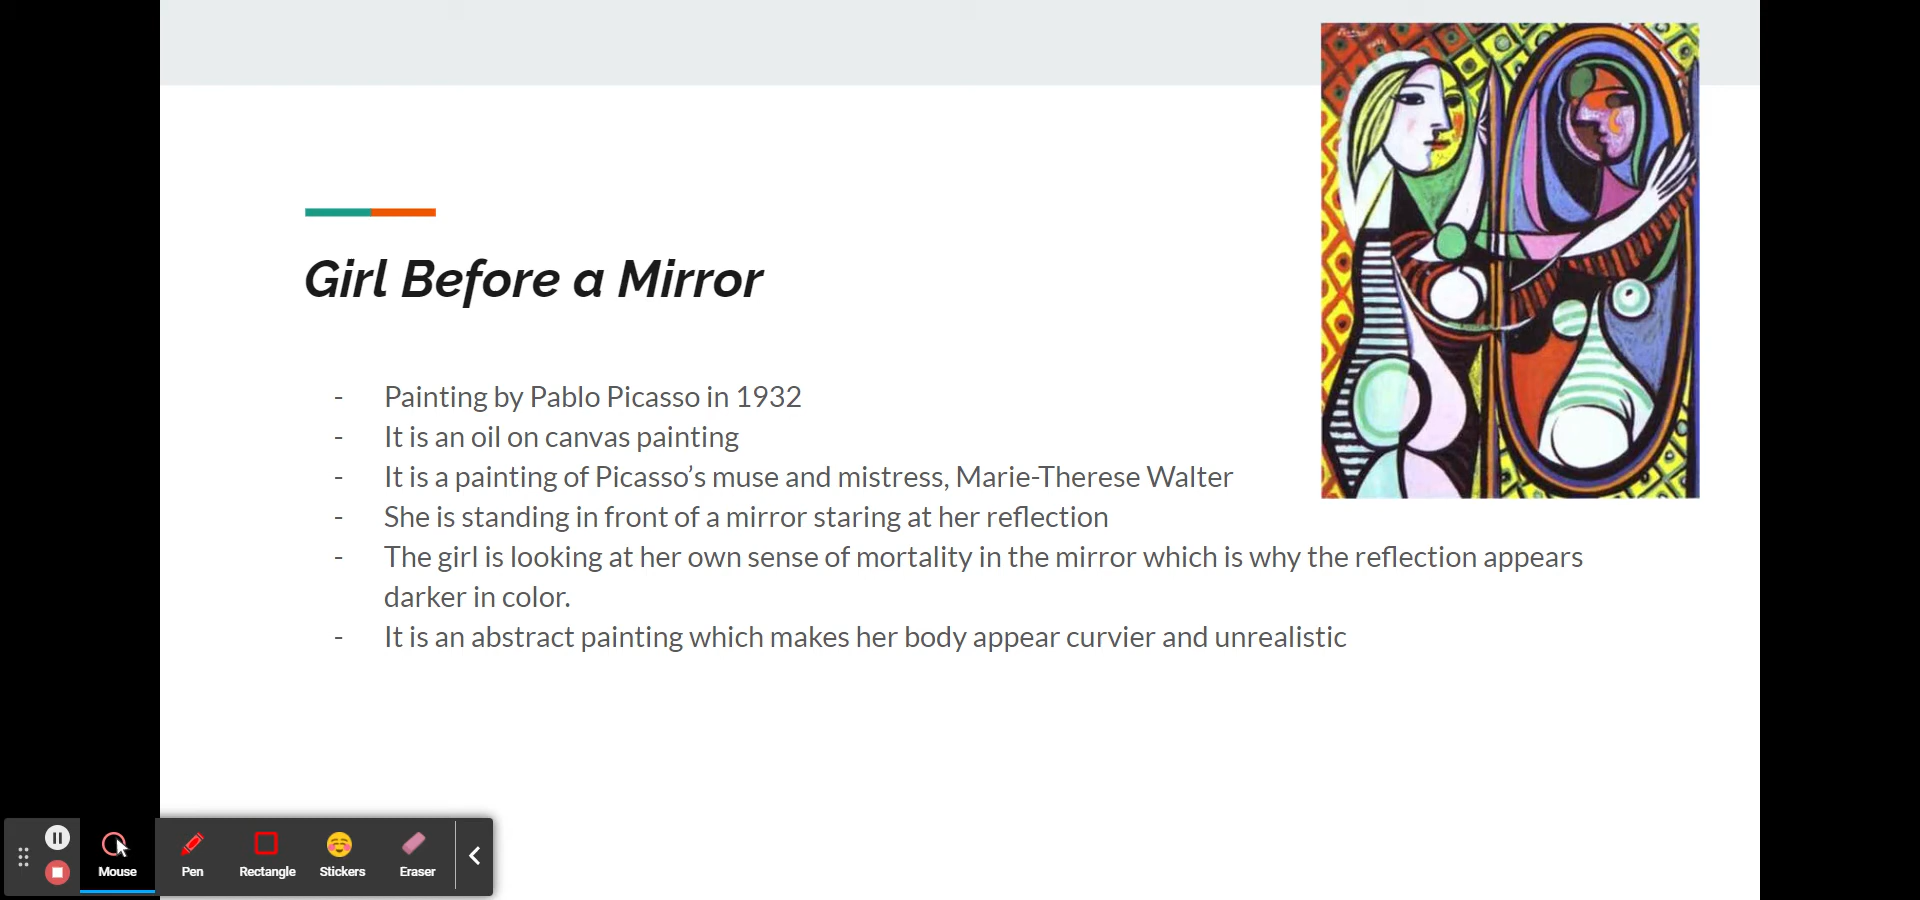 Girl Before a Mirror
- Painting by Pablo Picasso in 1932
- It is an oil on canvas painting
- It is a painting of Picasso’s muse and mistress, Marie-Therese Walter
- She is standing in front of a mirror staring at her reflection
- The girl is looking at her own sense of mortality in the mirror which is why the reflection appears
darker in color.
- It is an abstract painting which makes her body appear curvier and unrealistic
Mouse Pen Rectangle Stickers Eraser